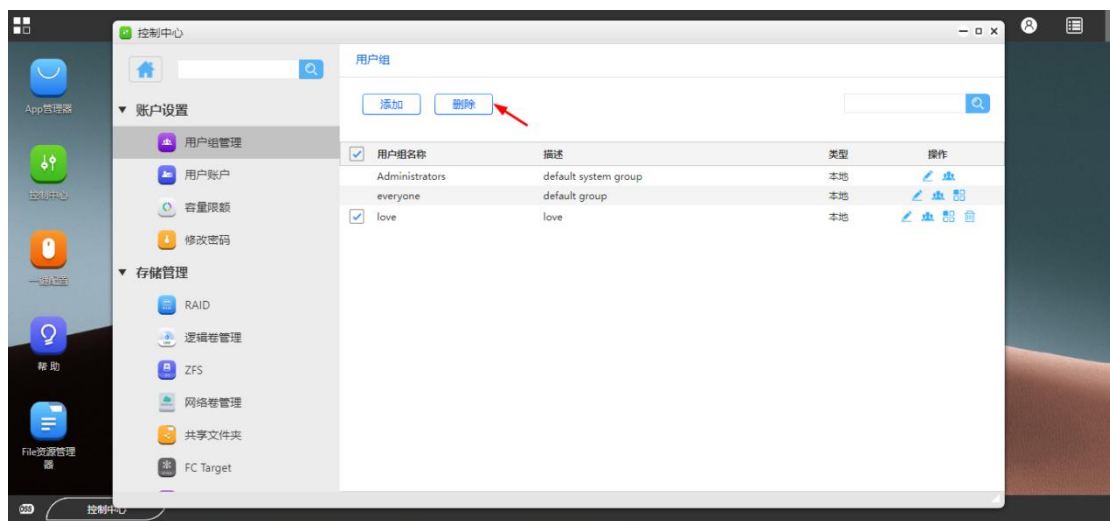 控制中心
App管理器
控制中心
一键配置
帮 助
File资源管理器
账户设置
用户组管理
用户账户
容量限额
修改密码
存储管理
RAID
逻辑卷管理
ZFS
网络卷管理
共享文件夹
FC Target
用户组
添加 删除
用户组名称 描述 类型 操作
Administrators default system group 本地
everyone default group 本地
love love 本地
控制中心